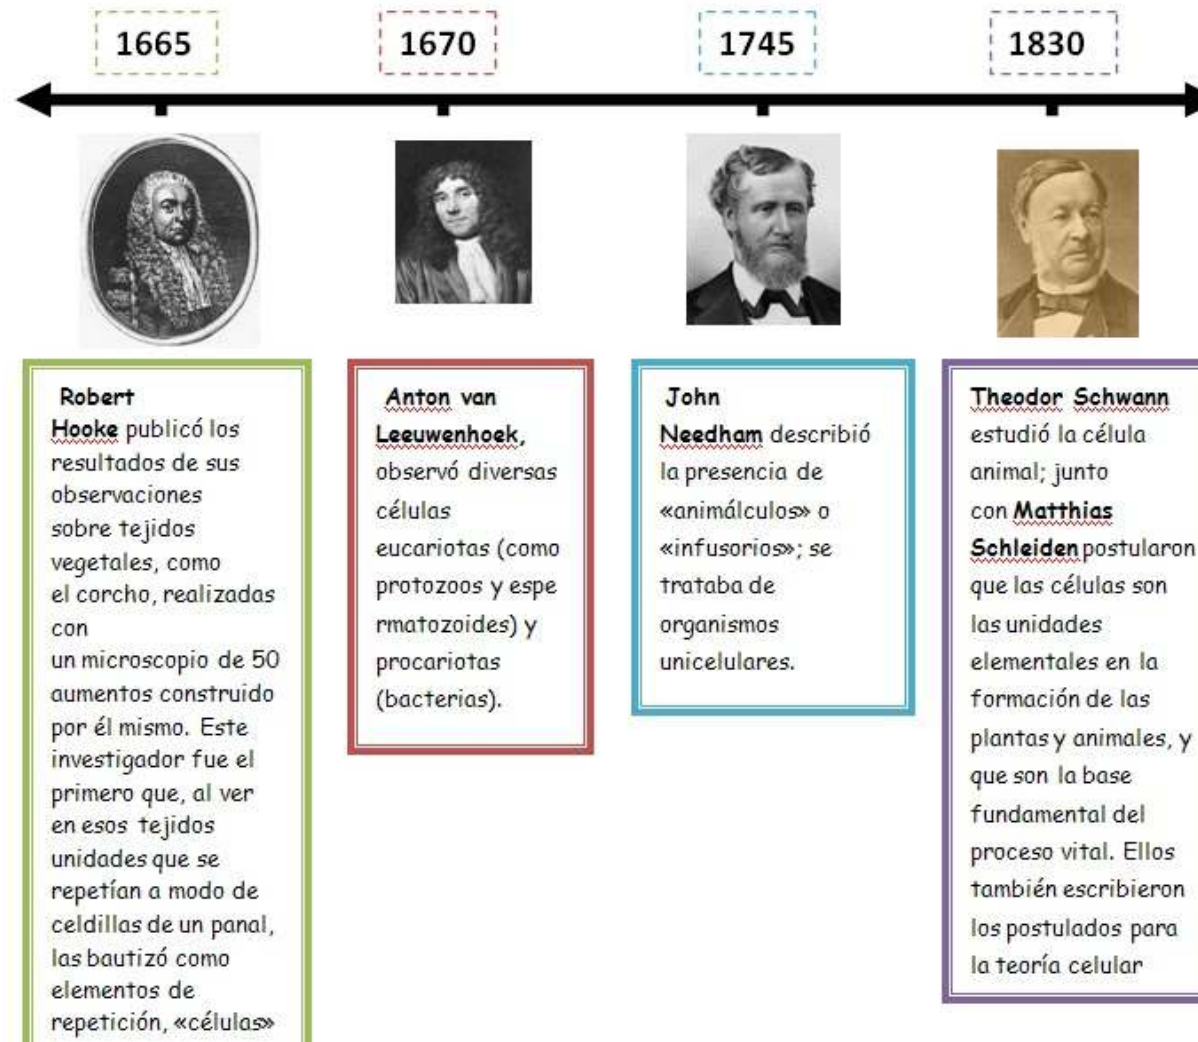 1665
1670
1745
1830
Robert
Hooke publicó los
resultados de sus
observaciones
sobre tejidos
vegetales, como
el corcho, realizadas
con
un microscopio de 50
aumentos construido
por él mismo. Este
investigador fue el
primero que, al ver
en esos tejidos
unidades que se
repetían a modo de
celdillas de un panal,
las bautizó como
elementos de
repetición, «células»
Anton van
Leeuwenhoek,
observó diversas
células
eucariotas (como
protozoos y espe
rmatozoides) y
procariotas
(bacterias).
John
Needham describió
la presencia de
«animálculos» o
«infusorios»; se
trataba de
organismos
unicelulares.
Theodor Schwann
estudió la célula
animal; junto
con Matthias
Schleiden postularon
que las células son
las unidades
elementales en la
formación de las
plantas y animales, y
que son la base
fundamental del
proceso vital. Ellos
también escribieron
los postulados para
la teoría celular